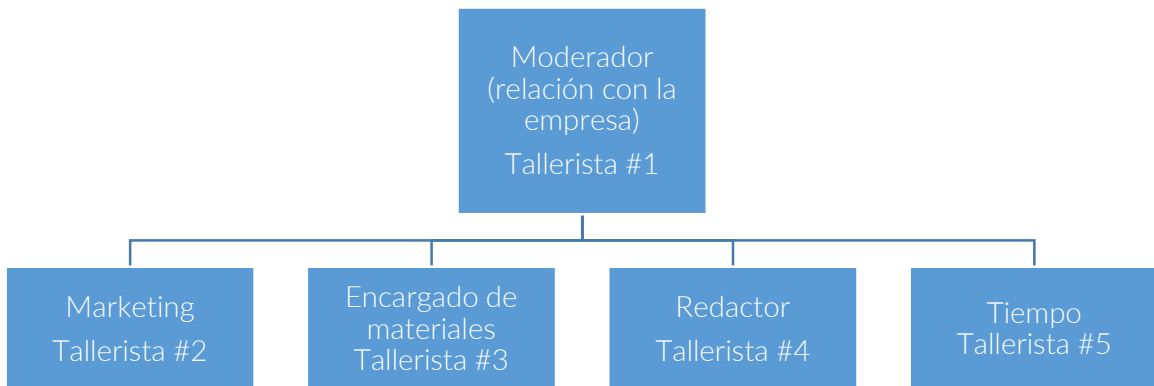 Moderador
(relación con la
empresa)
Tallerista #1
Marketing
Tallerista #2
Encargado de
materiales
Tallerista #3
Redactor
Tallerista #4
Tiempo
Tallerista #5